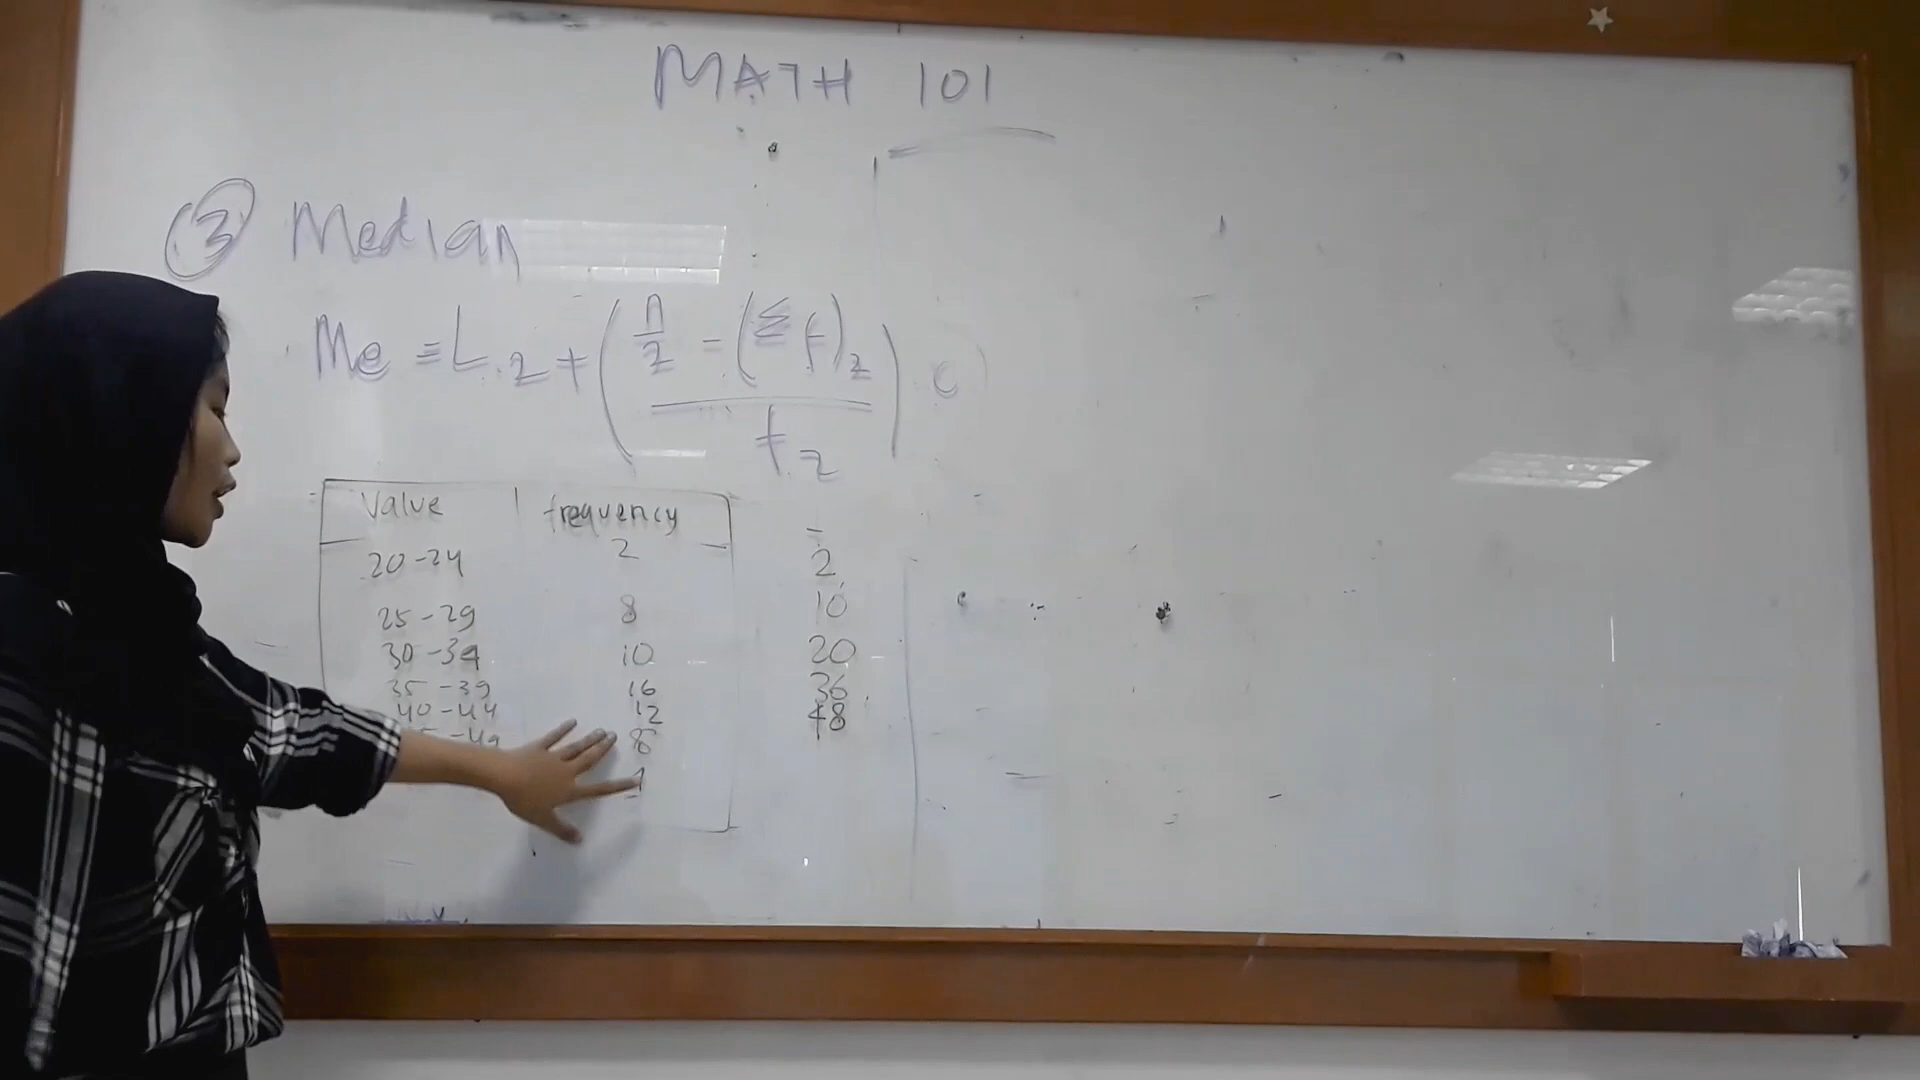 MATH 101
3 Median
Me = L2 + ( n/2 - (Σf)2 / f2 ) c
Value frequency
20-24 2 2
25-29 8 10
30-34 10 20
35-39 16 36
40-44 12 48
-49 8